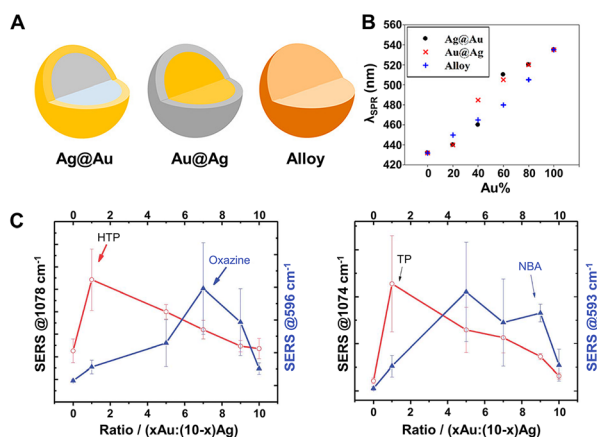 A
Ag@Au
Au@Ag
Alloy
B
λSPR (nm)
560
540
520
500
480
460
440
420
Ag@Au
Au@Ag
Alloy
0 20 40 60 80 100
Au%
C
0 2 4 6 8 10
HTP
Oxazine
SERS @1078 cm-1
SERS @596 cm-1
0 2 4 6 8 10
Ratio / (xAu:(10-x)Ag)
0 2 4 6 8 10
TP
NBA
SERS @1074 cm-1
SERS @593 cm-1
0 2 4 6 8 10
Ratio / (xAu:(10-x)Ag)